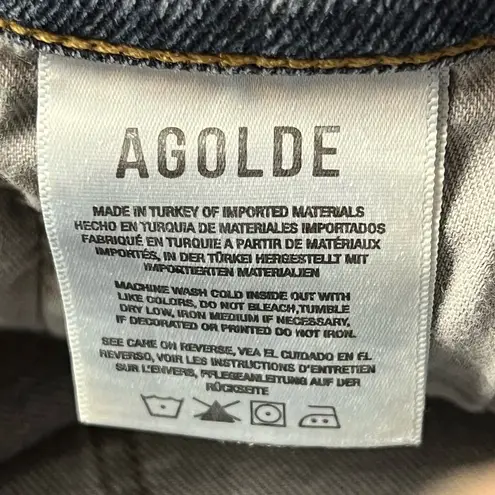 AGOLDE
MADE IN TURKEY OF IMPORTED MATERIALS
HECHO EN TURQUIA DE MATERIALES IMPORTADOS
FABRIQUÉ EN TURQUIE A PARTIR DE MATÉRIAUX
IMPORTÉS, IN DER TÜRKEI HERGESTELLT MIT
IMPORTIERTEN MATERIALIEN
MACHINE WASH COLD INSIDE OUT WITH
LIKE COLORS, DO NOT BLEACH,TUMBLE
DRY LOW, IRON MEDIUM IF NECESSARY,
IF DECORATED OR PRINTED DO NOT IRON.
SEE CARE ON REVERSE, VEA EL CUIDADO EN EL
REVERSO, VOIR LES INSTRUCTIONS D'ENTRETIEN
SUR L'ENVERS, PFLEGEANLEITUNG AUF DER
RÜCKSEITE